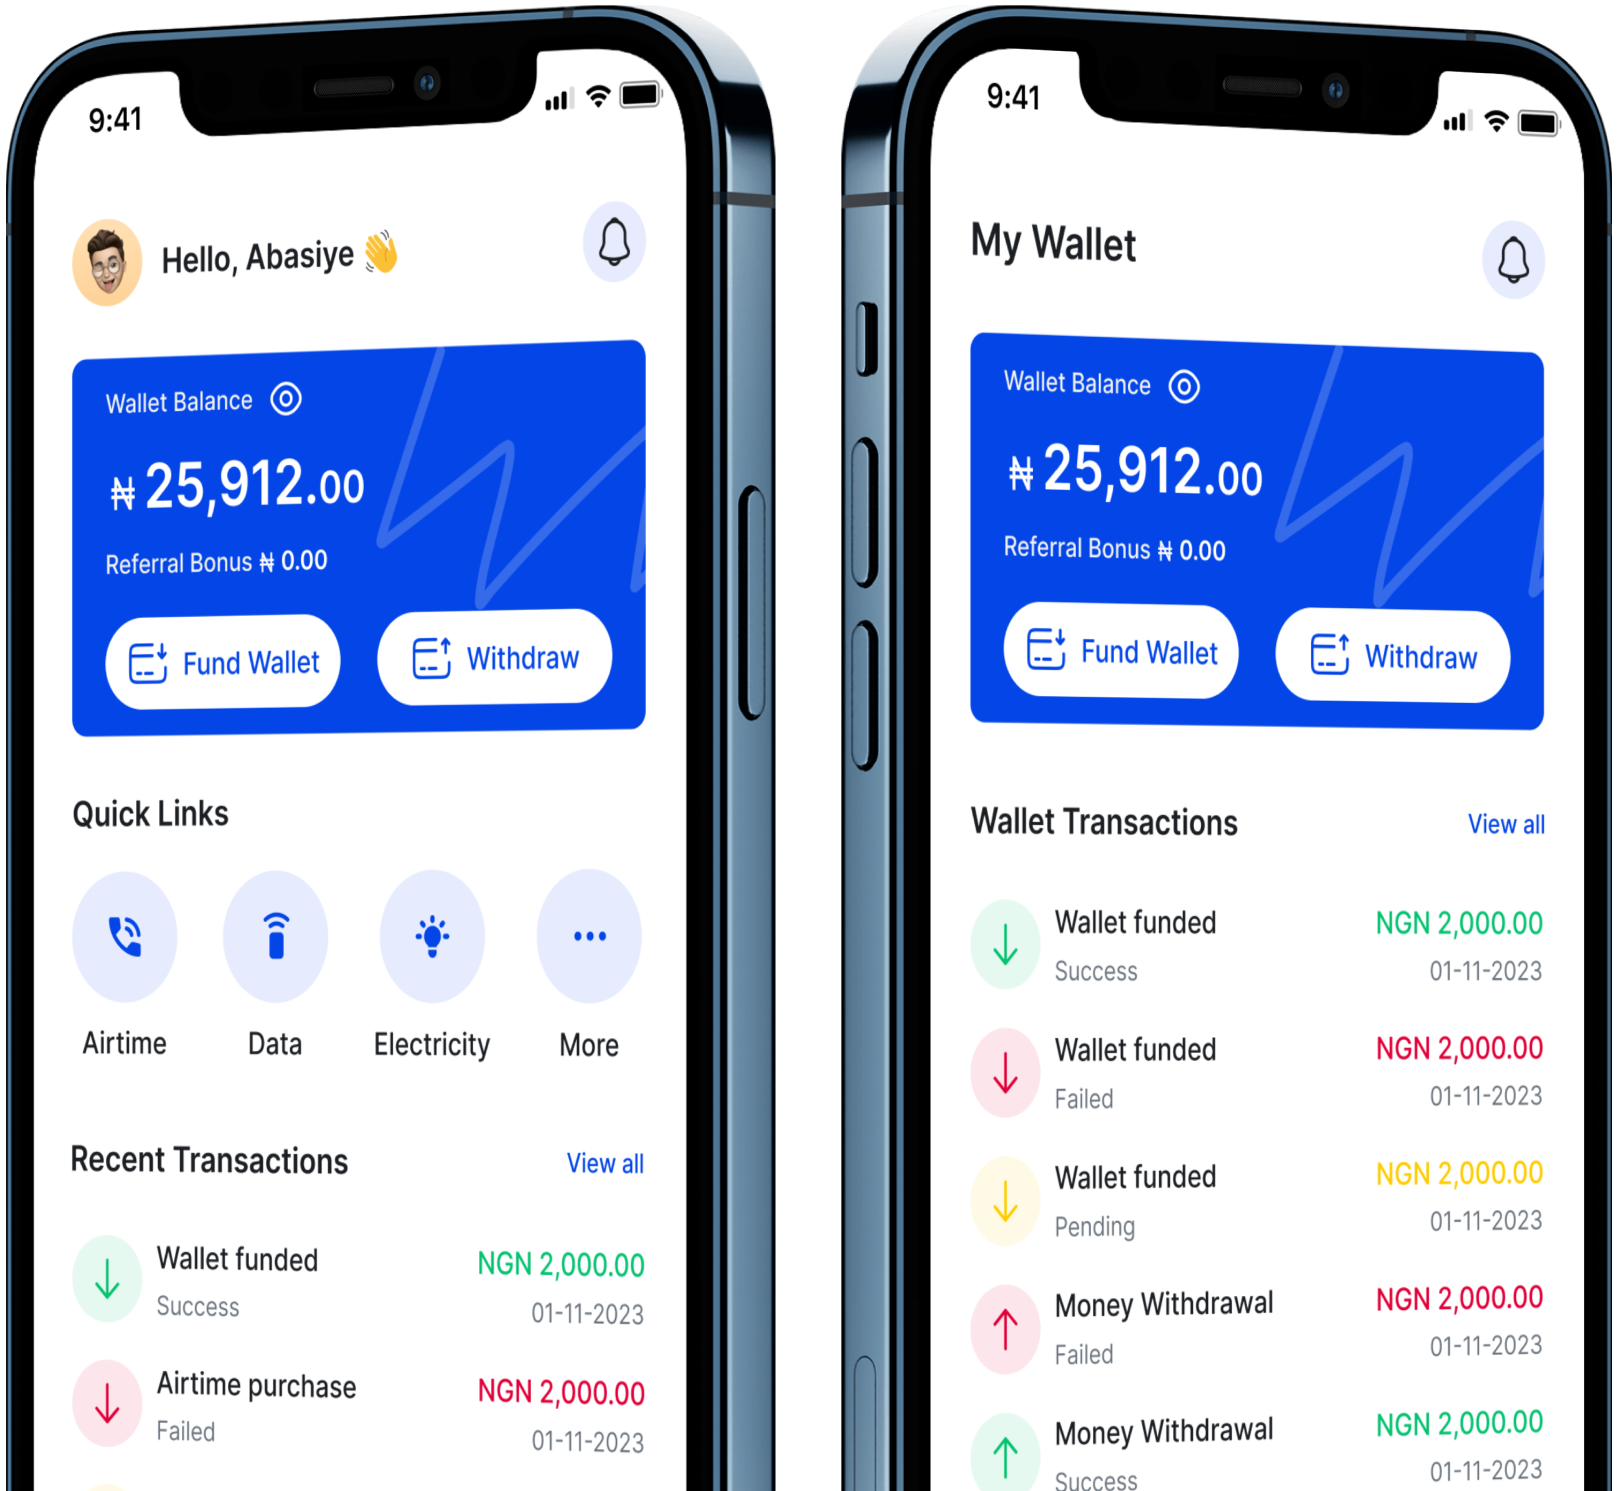 9:41
Hello, Abasiye 👋
Wallet Balance
₦ 25,912.00
Referral Bonus ₦ 0.00
Fund Wallet
Withdraw
Quick Links
Airtime
Data
Electricity
More
Recent Transactions
View all
Wallet funded
NGN 2,000.00
Success
01-11-2023
Airtime purchase
NGN 2,000.00
Failed
01-11-2023
9:41
My Wallet
Wallet Balance
₦ 25,912.00
Referral Bonus ₦ 0.00
Fund Wallet
Withdraw
Wallet Transactions
View all
Wallet funded
NGN 2,000.00
Success
01-11-2023
Wallet funded
NGN 2,000.00
Failed
01-11-2023
Wallet funded
NGN 2,000.00
Pending
01-11-2023
Money Withdrawal
NGN 2,000.00
Failed
01-11-2023
Money Withdrawal
NGN 2,000.00
Success
01-11-2023